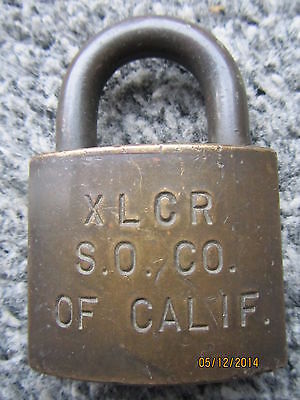 XLCR
S.O. CO.
OF CALIF.
05/12/2014